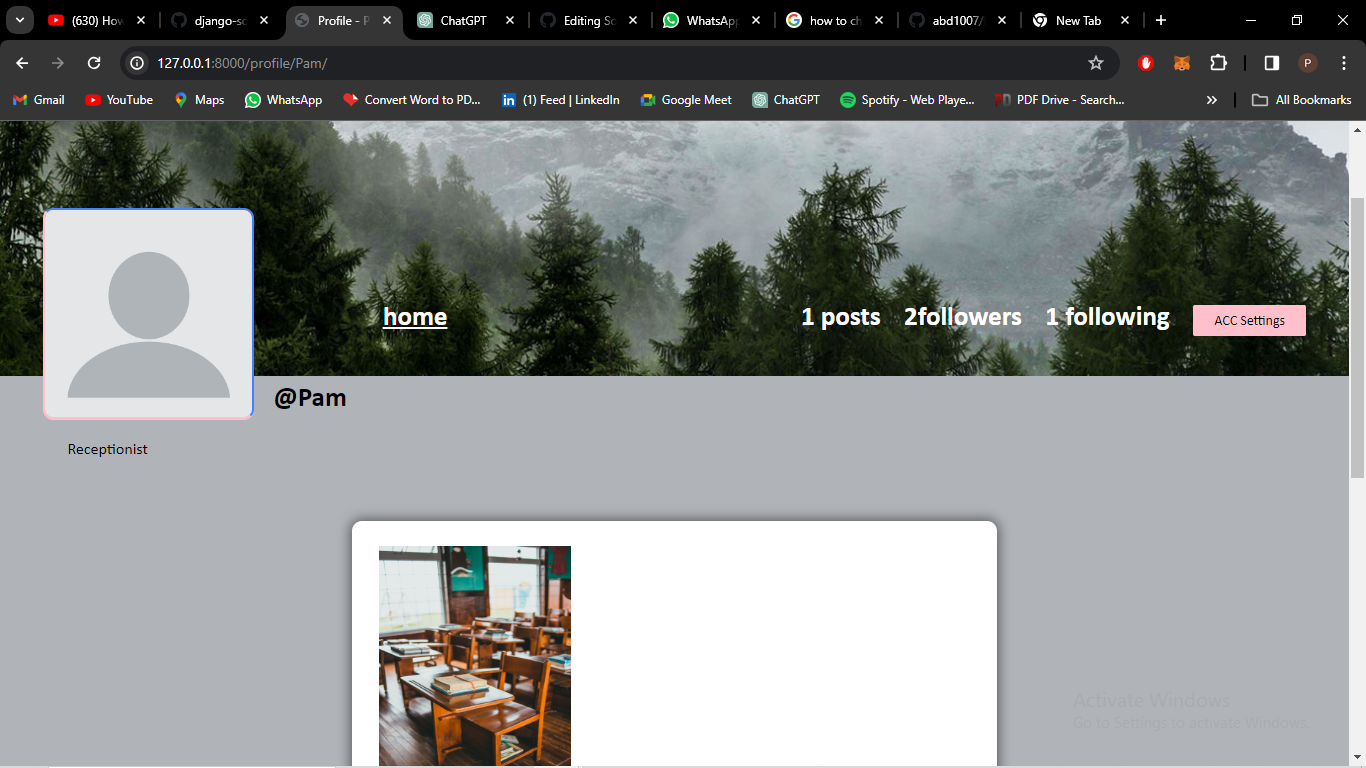 (630) How
django-so
Profile - P
ChatGPT
Editing So
WhatsApp
how to ch
abd1007/
New Tab
127.0.0.1:8000/profile/Pam/
P
Gmail
YouTube
Maps
WhatsApp
Convert Word to PD...
(1) Feed | LinkedIn
Google Meet
ChatGPT
Spotify - Web Playe...
PDF Drive - Search...
All Bookmarks
home
1 posts
2followers
1 following
ACC Settings
@Pam
Receptionist
Activate Windows
Go to Settings to activate Windows.